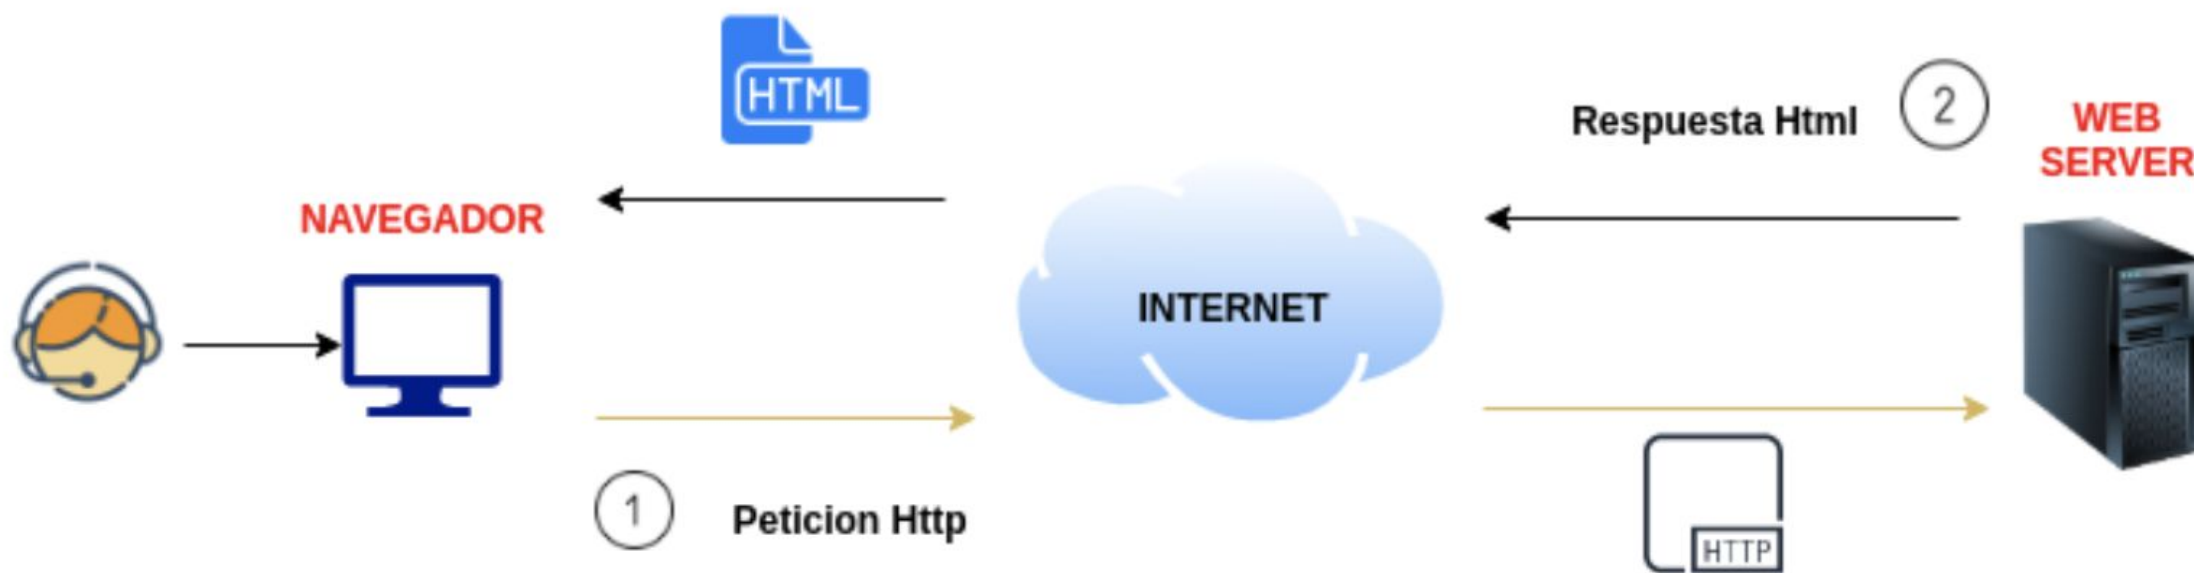 HTML
Respuesta Html
2
WEB
SERVER
NAVEGADOR
INTERNET
1
Peticion Http
HTTP